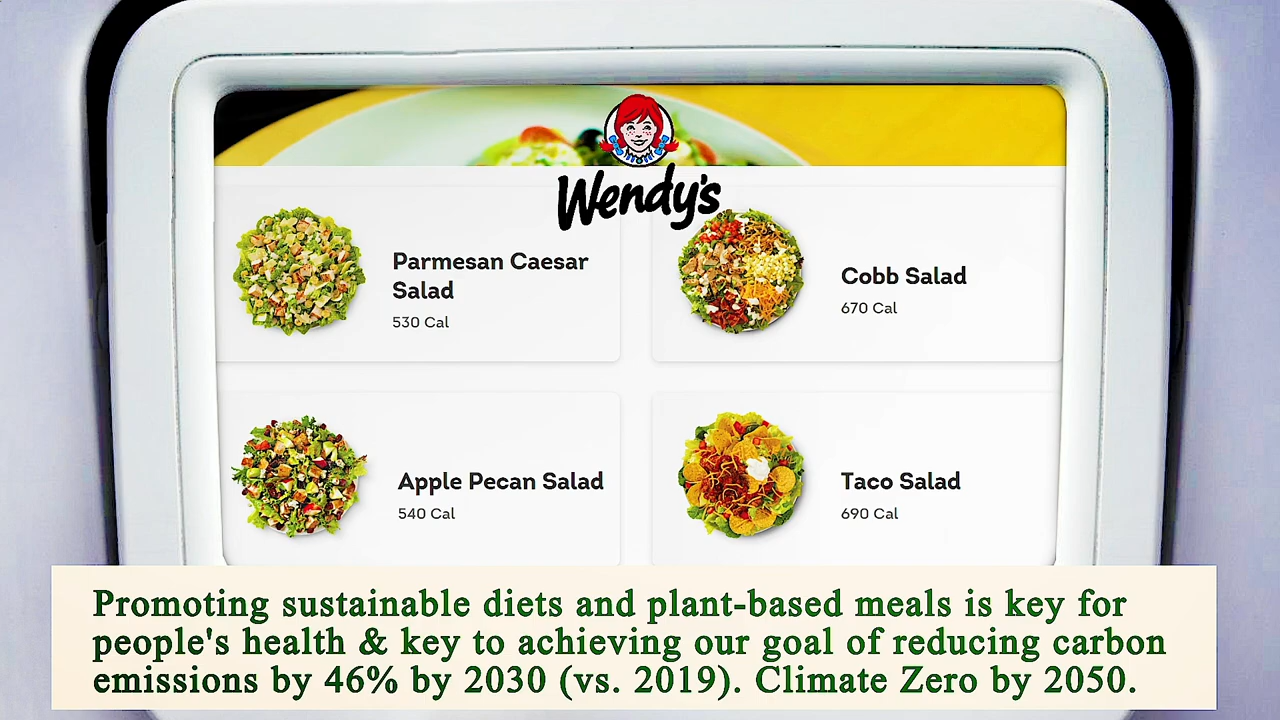 Wendy's
Parmesan Caesar
Salad
530 Cal
Cobb Salad
670 Cal
Apple Pecan Salad
540 Cal
Taco Salad
690 Cal
Promoting sustainable diets and plant-based meals is key for
people's health & key to achieving our goal of reducing carbon
emissions by 46% by 2030 (vs. 2019). Climate Zero by 2050.